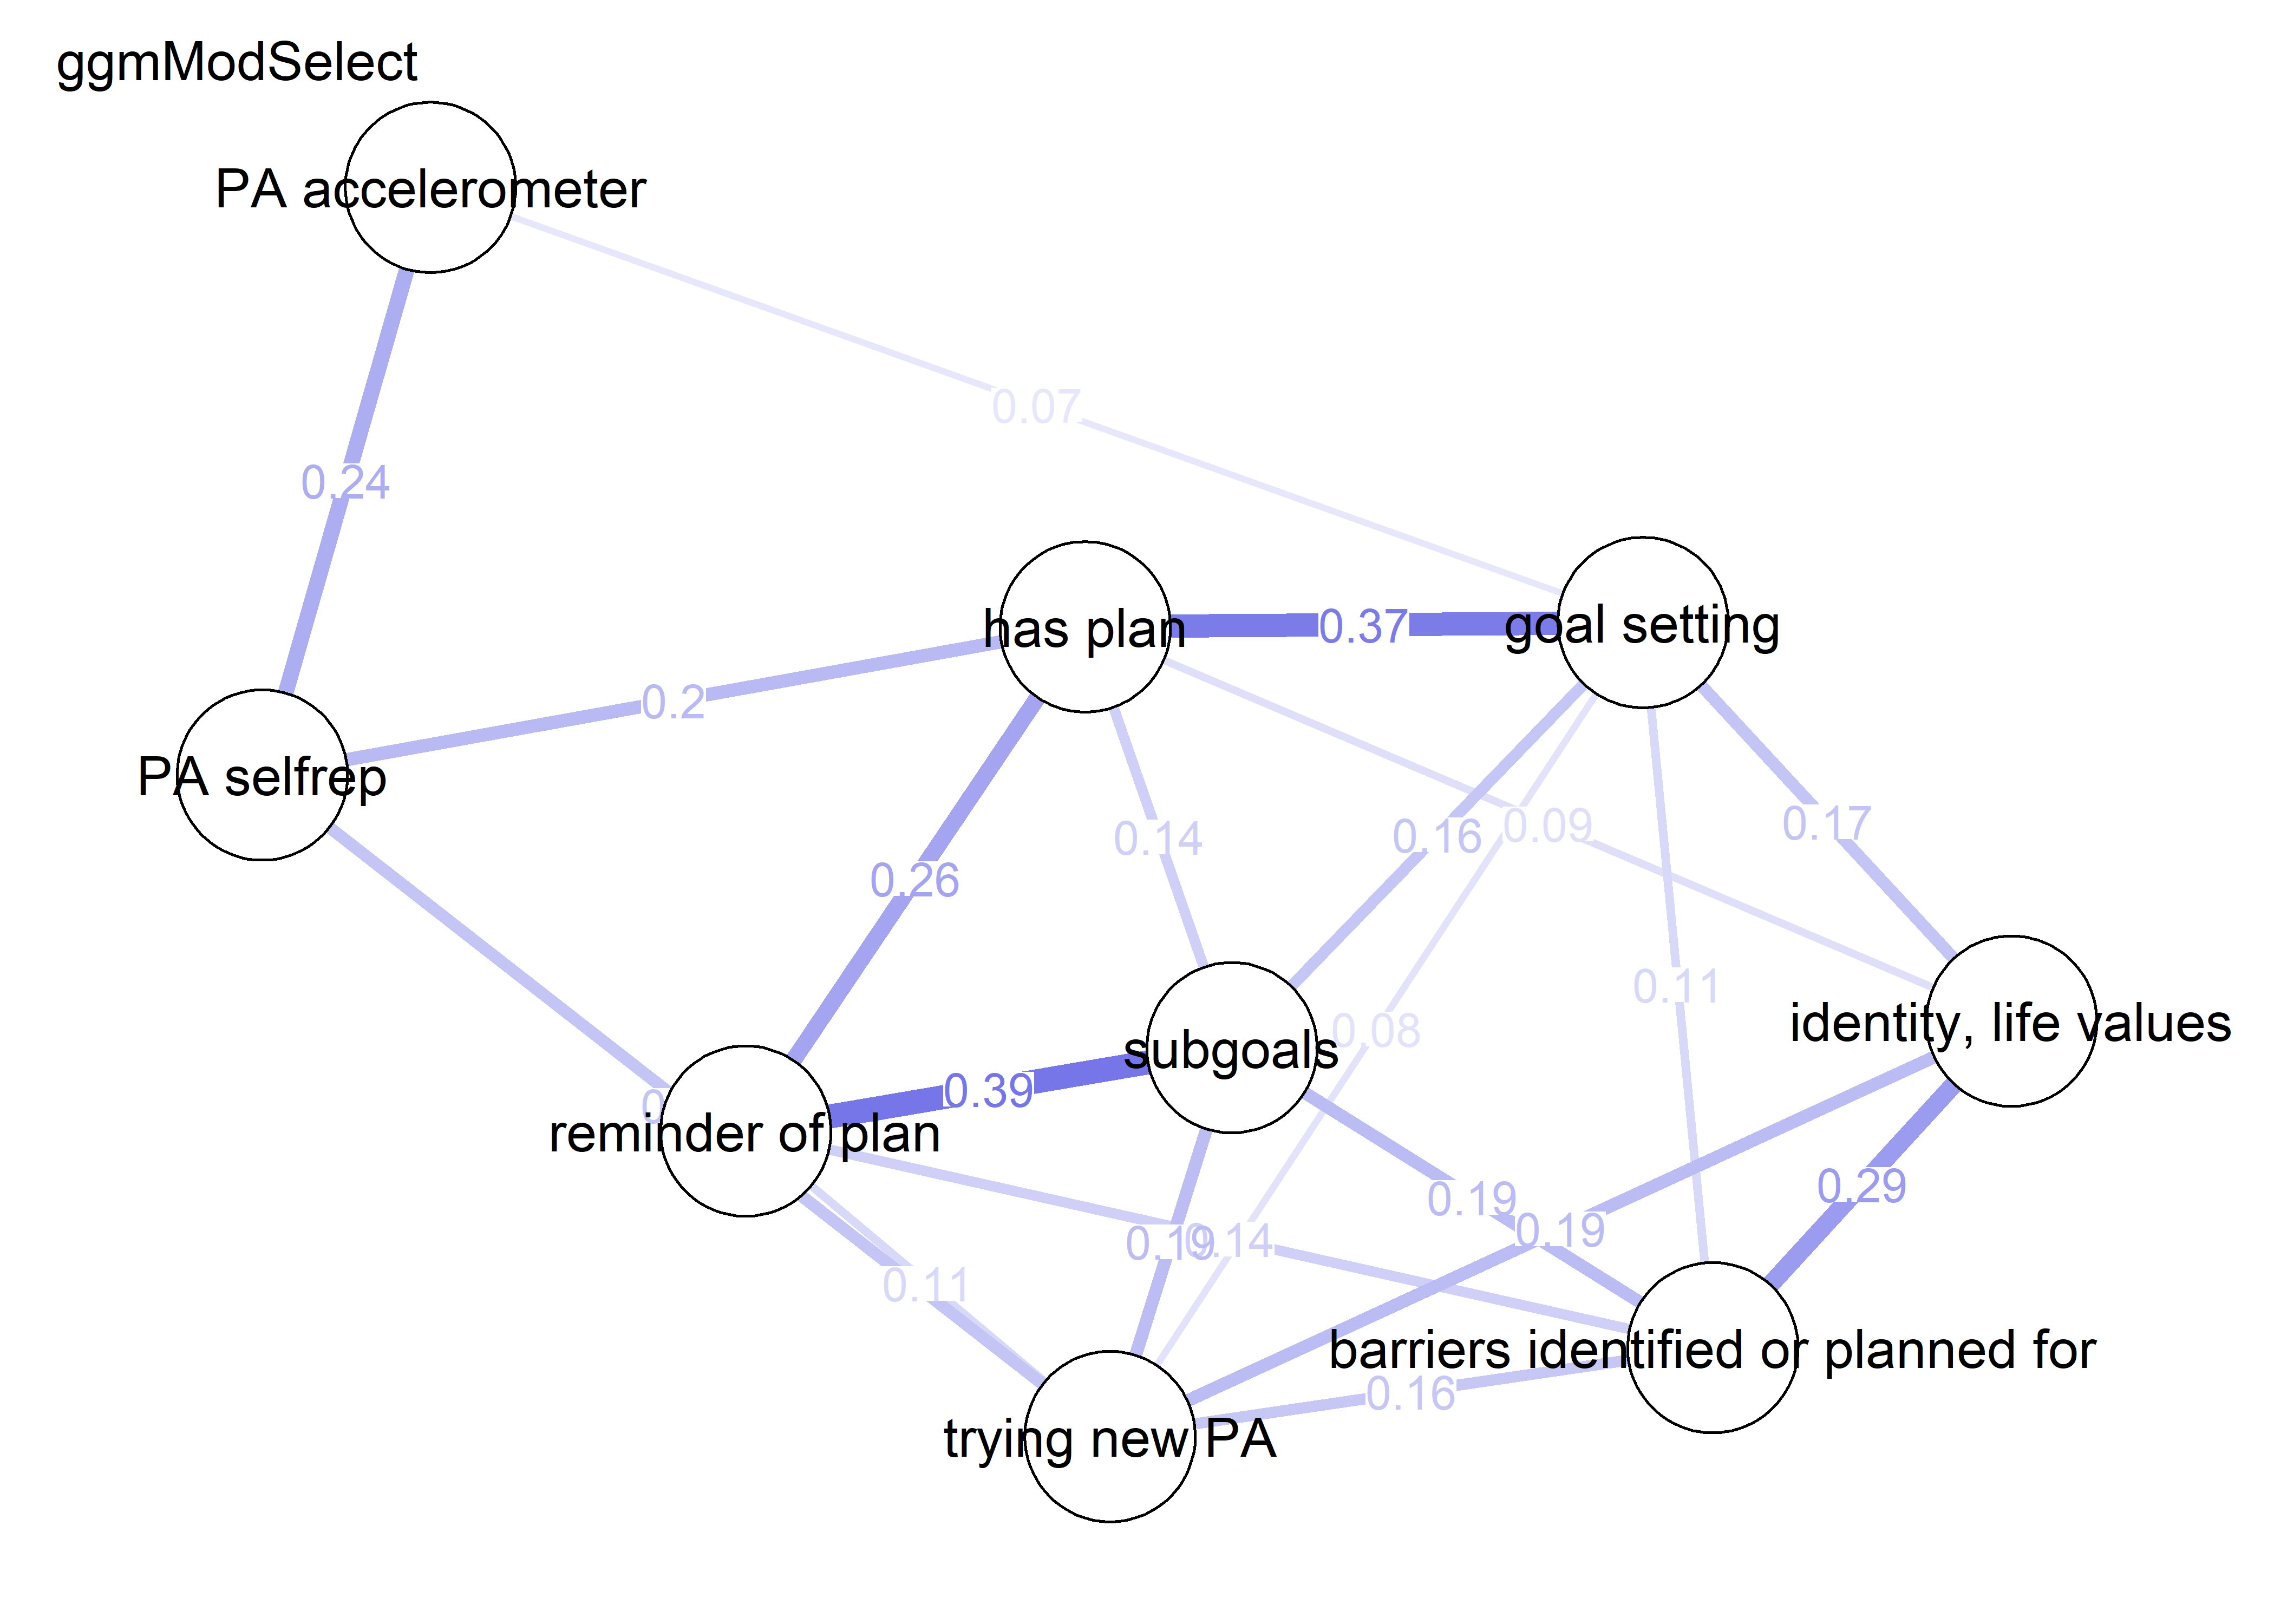 ggmModSelect
PA accelerometer
0.07
0.24
has plan
0.37
goal setting
0.2
PA selfrep
0.14
0.16
0.09
0.17
0.26
0.11
identity, life values
0.08
subgoals
0.39
reminder of plan
0.29
0.19
0.19
0.19
0.14
0.11
barriers identified or planned for
0.16
trying new PA